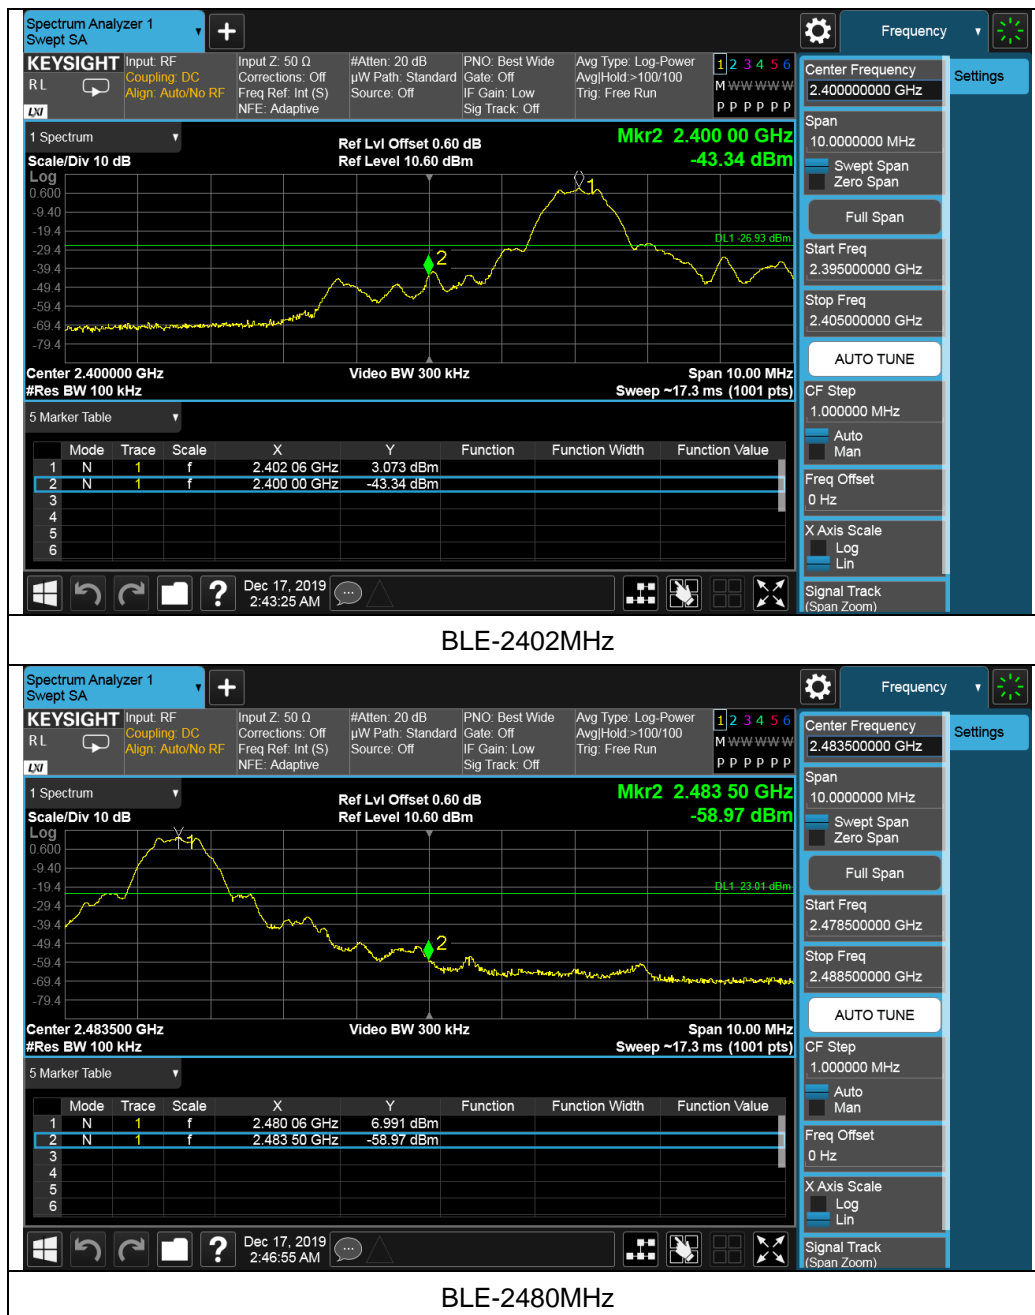 Spectrum Analyzer 1
Swept SA
+
Frequency
KEYSIGHT
RL
LXI
Input: RF
Coupling: DC
Align: Auto/No RF
Input Z: 50 Ω
Corrections: Off
Freq Ref: Int (S)
NFE: Adaptive
#Atten: 20 dB
µW Path: Standard
Source: Off
PNO: Best Wide
Gate: Off
IF Gain: Low
Sig Track: Off
Avg Type: Log-Power
Avg|Hold:>100/100
Trig: Free Run
1 2 3 4 5 6
M W W W W W
P P P P P P
Center Frequency
2.400000000 GHz
Settings
Span
10.0000000 MHz
Swept Span
Zero Span
Full Span
Start Freq
2.395000000 GHz
Stop Freq
2.405000000 GHz
AUTO TUNE
CF Step
1.000000 MHz
Auto
Man
Freq Offset
0 Hz
X Axis Scale
Log
Lin
Signal Track
(Span Zoom)
1 Spectrum
Scale/Div 10 dB
Ref Lvl Offset 0.60 dB
Ref Level 10.60 dBm
Mkr2 2.400 00 GHz
-43.34 dBm
Log
0.600
-9.40
-19.4
-29.4
-39.4
-49.4
-59.4
-69.4
-79.4
1
2
DL1 -26.93 dBm
Center 2.400000 GHz
#Res BW 100 kHz
Video BW 300 kHz
Span 10.00 MHz
Sweep ~17.3 ms (1001 pts)
5 Marker Table
Mode Trace Scale X Y Function Function Width Function Value
1 N 1 f 2.402 06 GHz 3.073 dBm
2 N 1 f 2.400 00 GHz -43.34 dBm
3
4
5
6
?
Dec 17, 2019
2:43:25 AM
BLE-2402MHz
Spectrum Analyzer 1
Swept SA
+
Frequency
KEYSIGHT
RL
LXI
Input: RF
Coupling: DC
Align: Auto/No RF
Input Z: 50 Ω
Corrections: Off
Freq Ref: Int (S)
NFE: Adaptive
#Atten: 20 dB
µW Path: Standard
Source: Off
PNO: Best Wide
Gate: Off
IF Gain: Low
Sig Track: Off
Avg Type: Log-Power
Avg|Hold:>100/100
Trig: Free Run
1 2 3 4 5 6
M W W W W W
P P P P P P
Center Frequency
2.483500000 GHz
Settings
Span
10.0000000 MHz
Swept Span
Zero Span
Full Span
Start Freq
2.478500000 GHz
Stop Freq
2.488500000 GHz
AUTO TUNE
CF Step
1.000000 MHz
Auto
Man
Freq Offset
0 Hz
X Axis Scale
Log
Lin
Signal Track
(Span Zoom)
1 Spectrum
Scale/Div 10 dB
Ref Lvl Offset 0.60 dB
Ref Level 10.60 dBm
Mkr2 2.483 50 GHz
-58.97 dBm
Log
0.600
-9.40
-19.4
-29.4
-39.4
-49.4
-59.4
-69.4
-79.4
1
2
DL1 -23.01 dBm
Center 2.483500 GHz
#Res BW 100 kHz
Video BW 300 kHz
Span 10.00 MHz
Sweep ~17.3 ms (1001 pts)
5 Marker Table
Mode Trace Scale X Y Function Function Width Function Value
1 N 1 f 2.480 06 GHz 6.991 dBm
2 N 1 f 2.483 50 GHz -58.97 dBm
3
4
5
6
?
Dec 17, 2019
2:46:55 AM
BLE-2480MHz